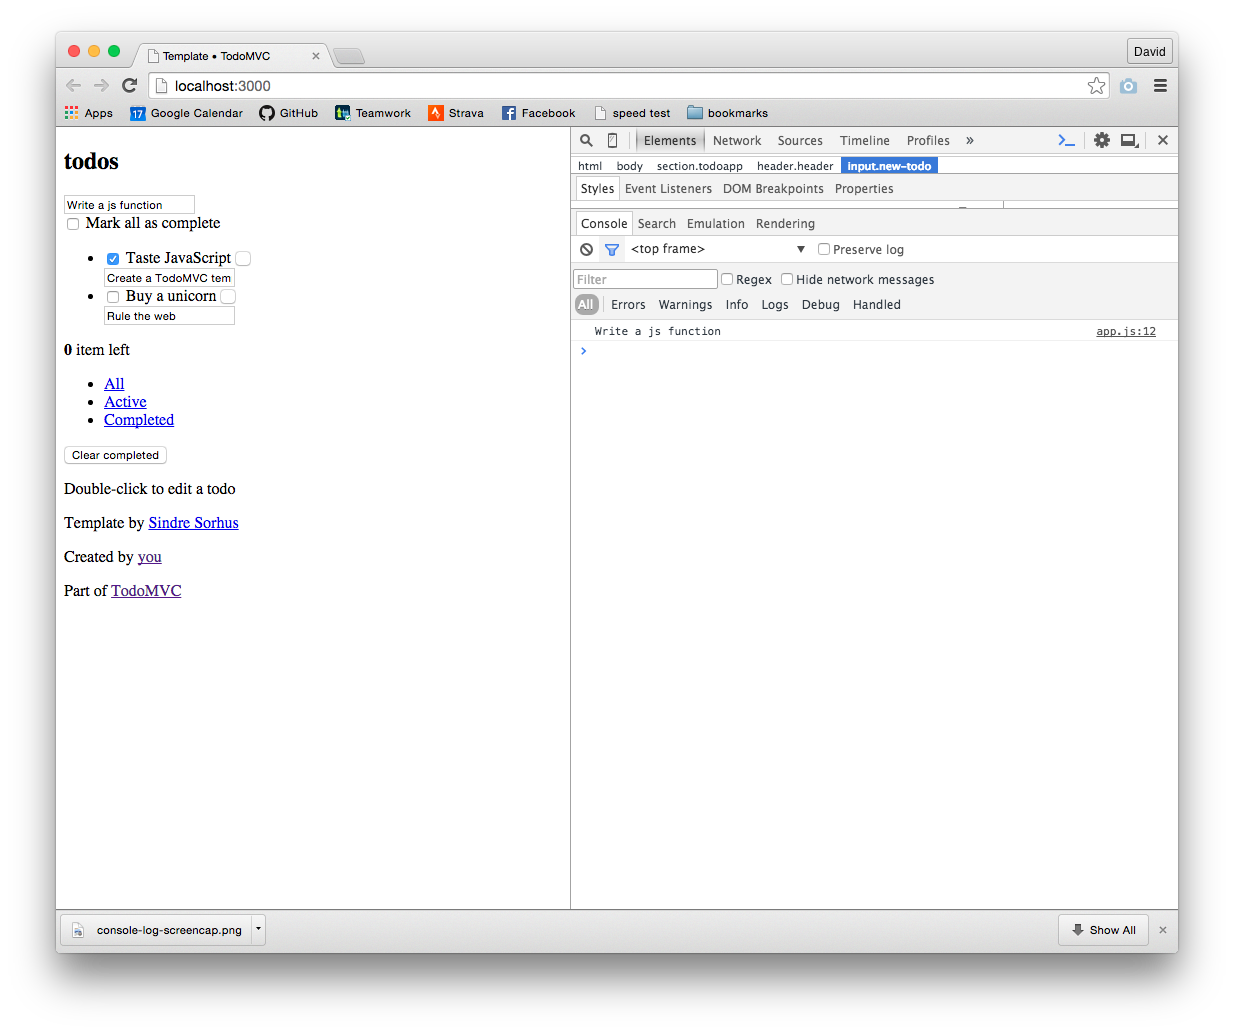 Template • TodoMVC
David
localhost:3000
Apps
17 Google Calendar
GitHub
Teamwork
Strava
Facebook
speed test
bookmarks
todos
Write a js function
Mark all as complete
Taste JavaScript
Create a TodoMVC tem
Buy a unicorn
Rule the web
0 item left
All
Active
Completed
Clear completed
Double-click to edit a todo
Template by Sindre Sorhus
Created by you
Part of TodoMVC
Elements Network Sources Timeline Profiles »
html body section.todoapp header.header input.new-todo
Styles Event Listeners DOM Breakpoints Properties
Console Search Emulation Rendering
<top frame> ▼ Preserve log
Filter Regex Hide network messages
All Errors Warnings Info Logs Debug Handled
Write a js function app.js:12
console-log-screencap.png
Show All